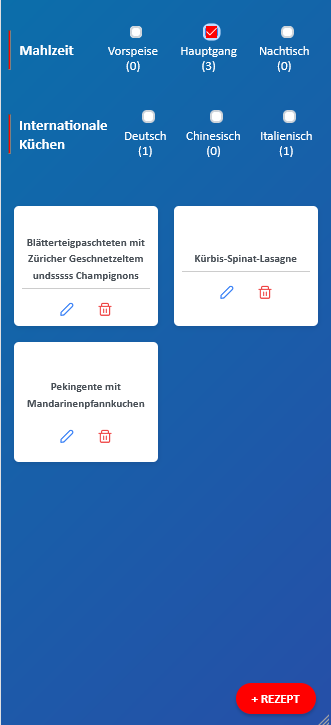 Mahlzeit
Vorspeise
(0)
Hauptgang
(3)
Nachtisch
(0)
Internationale
Küchen
Deutsch
(1)
Chinesisch
(0)
Italienisch
(1)
Blätterteigpaschteten mit
Züricher Geschnetzeltem
undsssss Champignons
Kürbis-Spinat-Lasagne
Pekingente mit
Mandarinenpfannkuchen
+ REZEPT